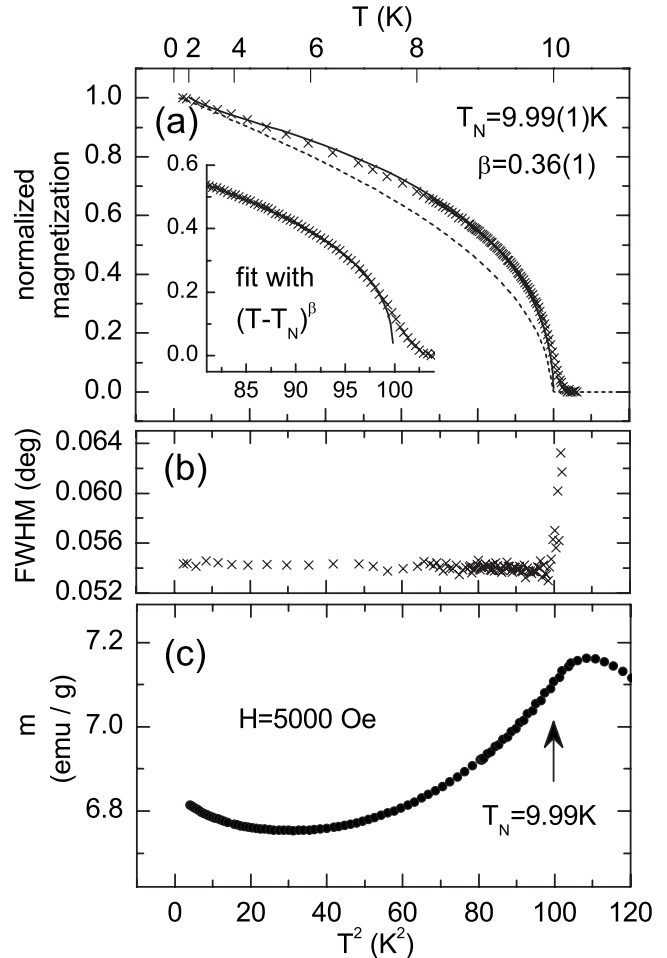 T (K)
0 2 4 6 8 10
1.0
0.8
0.6
0.4
0.2
0.0
normalized
magnetization
(a)
T_N=9.99(1)K
β=0.36(1)
0.6
0.4
0.2
0.0
fit with
(T-T_N)^β
85 90 95 100
0.064
0.060
0.056
0.052
FWHM (deg)
(b)
7.2
7.0
6.8
m
(emu / g)
(c)
H=5000 Oe
T_N=9.99K
0 20 40 60 80 100 120
T² (K²)